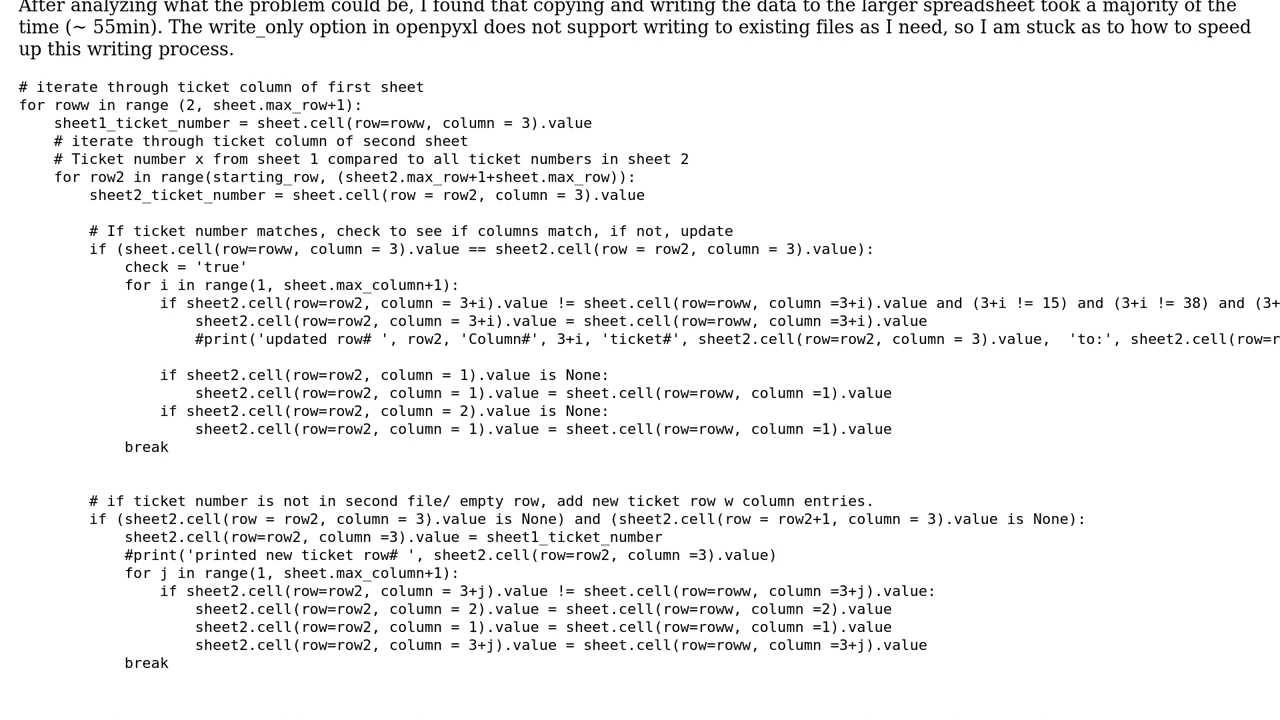 After analyzing what the problem could be, I found that copying and writing the data to the larger spreadsheet took a majority of the
time (~ 55min). The write_only option in openpyxl does not support writing to existing files as I need, so I am stuck as to how to speed
up this writing process.
# iterate through ticket column of first sheet
for roww in range (2, sheet.max_row+1):
    sheet1_ticket_number = sheet.cell(row=roww, column = 3).value
    # iterate through ticket column of second sheet
    # Ticket number x from sheet 1 compared to all ticket numbers in sheet 2
    for row2 in range(starting_row, (sheet2.max_row+1+sheet.max_row)):
        sheet2_ticket_number = sheet.cell(row = row2, column = 3).value
        # If ticket number matches, check to see if columns match, if not, update
        if (sheet.cell(row=roww, column = 3).value == sheet2.cell(row = row2, column = 3).value):
            check = 'true'
            for i in range(1, sheet.max_column+1):
                if sheet2.cell(row=row2, column = 3+i).value != sheet.cell(row=roww, column =3+i).value and (3+i != 15) and (3+i != 38) and (3+
                    sheet2.cell(row=row2, column = 3+i).value = sheet.cell(row=roww, column =3+i).value
                    #print('updated row# ', row2, 'Column#', 3+i, 'ticket#', sheet2.cell(row=row2, column = 3).value,  'to:', sheet2.cell(row=r
                if sheet2.cell(row=row2, column = 1).value is None:
                    sheet2.cell(row=row2, column = 1).value = sheet.cell(row=roww, column =1).value
                if sheet2.cell(row=row2, column = 2).value is None:
                    sheet2.cell(row=row2, column = 1).value = sheet.cell(row=roww, column =1).value
            break
        # if ticket number is not in second file/ empty row, add new ticket row w column entries.
        if (sheet2.cell(row = row2, column = 3).value is None) and (sheet2.cell(row = row2+1, column = 3).value is None):
            sheet2.cell(row=row2, column =3).value = sheet1_ticket_number
            #print('printed new ticket row# ', sheet2.cell(row=row2, column =3).value)
            for j in range(1, sheet.max_column+1):
                if sheet2.cell(row=row2, column = 3+j).value != sheet.cell(row=roww, column =3+j).value:
                    sheet2.cell(row=row2, column = 2).value = sheet.cell(row=roww, column =2).value
                    sheet2.cell(row=row2, column = 1).value = sheet.cell(row=roww, column =1).value
                    sheet2.cell(row=row2, column = 3+j).value = sheet.cell(row=roww, column =3+j).value
            break